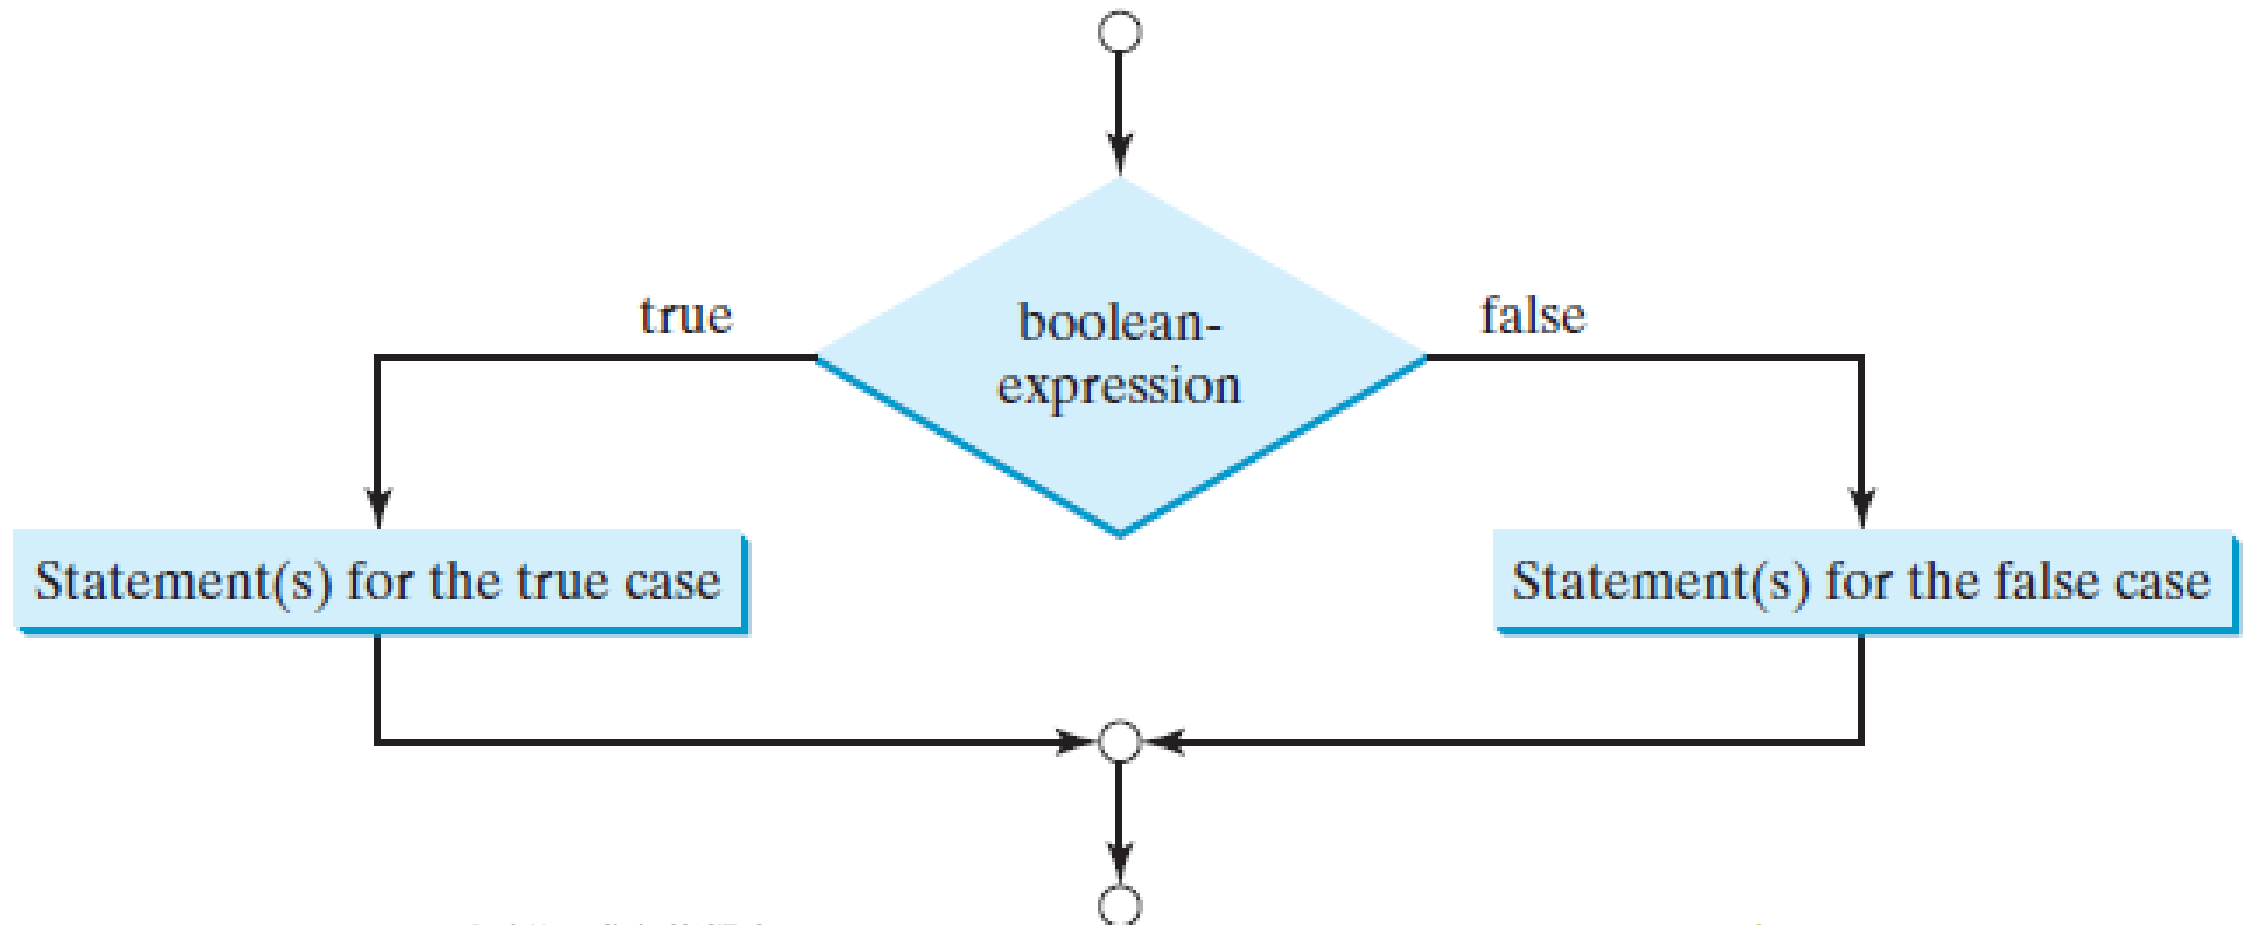 true
boolean-
expression
false
Statement(s) for the true case
Statement(s) for the false case